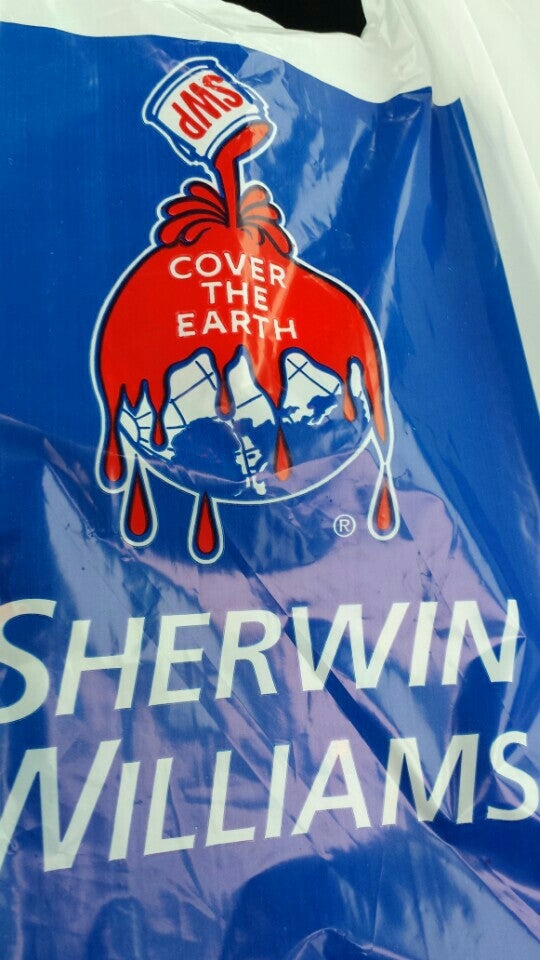 SWP
COVER
THE
EARTH
®
SHERWIN
WILLIAMS